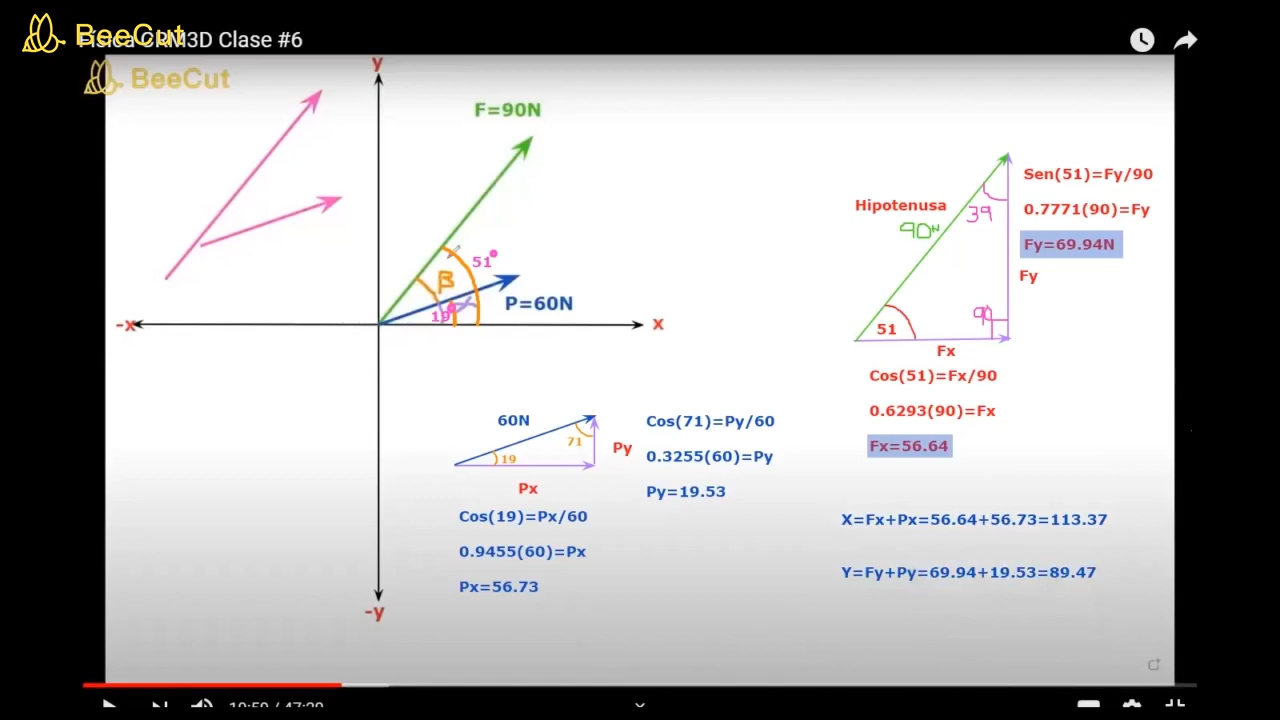 BeeCut
Física CRM3D Clase #6
BeeCut
y
F=90N
51°
β
P=60N
19°
-x
x
-y
Hipotenusa
90N
39
Sen(51)=Fy/90
0.7771(90)=Fy
Fy=69.94N
Fy
51
90
Fx
Cos(51)=Fx/90
0.6293(90)=Fx
Fx=56.64
60N
71
19
Py
Px
Cos(71)=Py/60
0.3255(60)=Py
Py=19.53
Cos(19)=Px/60
0.9455(60)=Px
Px=56.73
X=Fx+Px=56.64+56.73=113.37
Y=Fy+Py=69.94+19.53=89.47